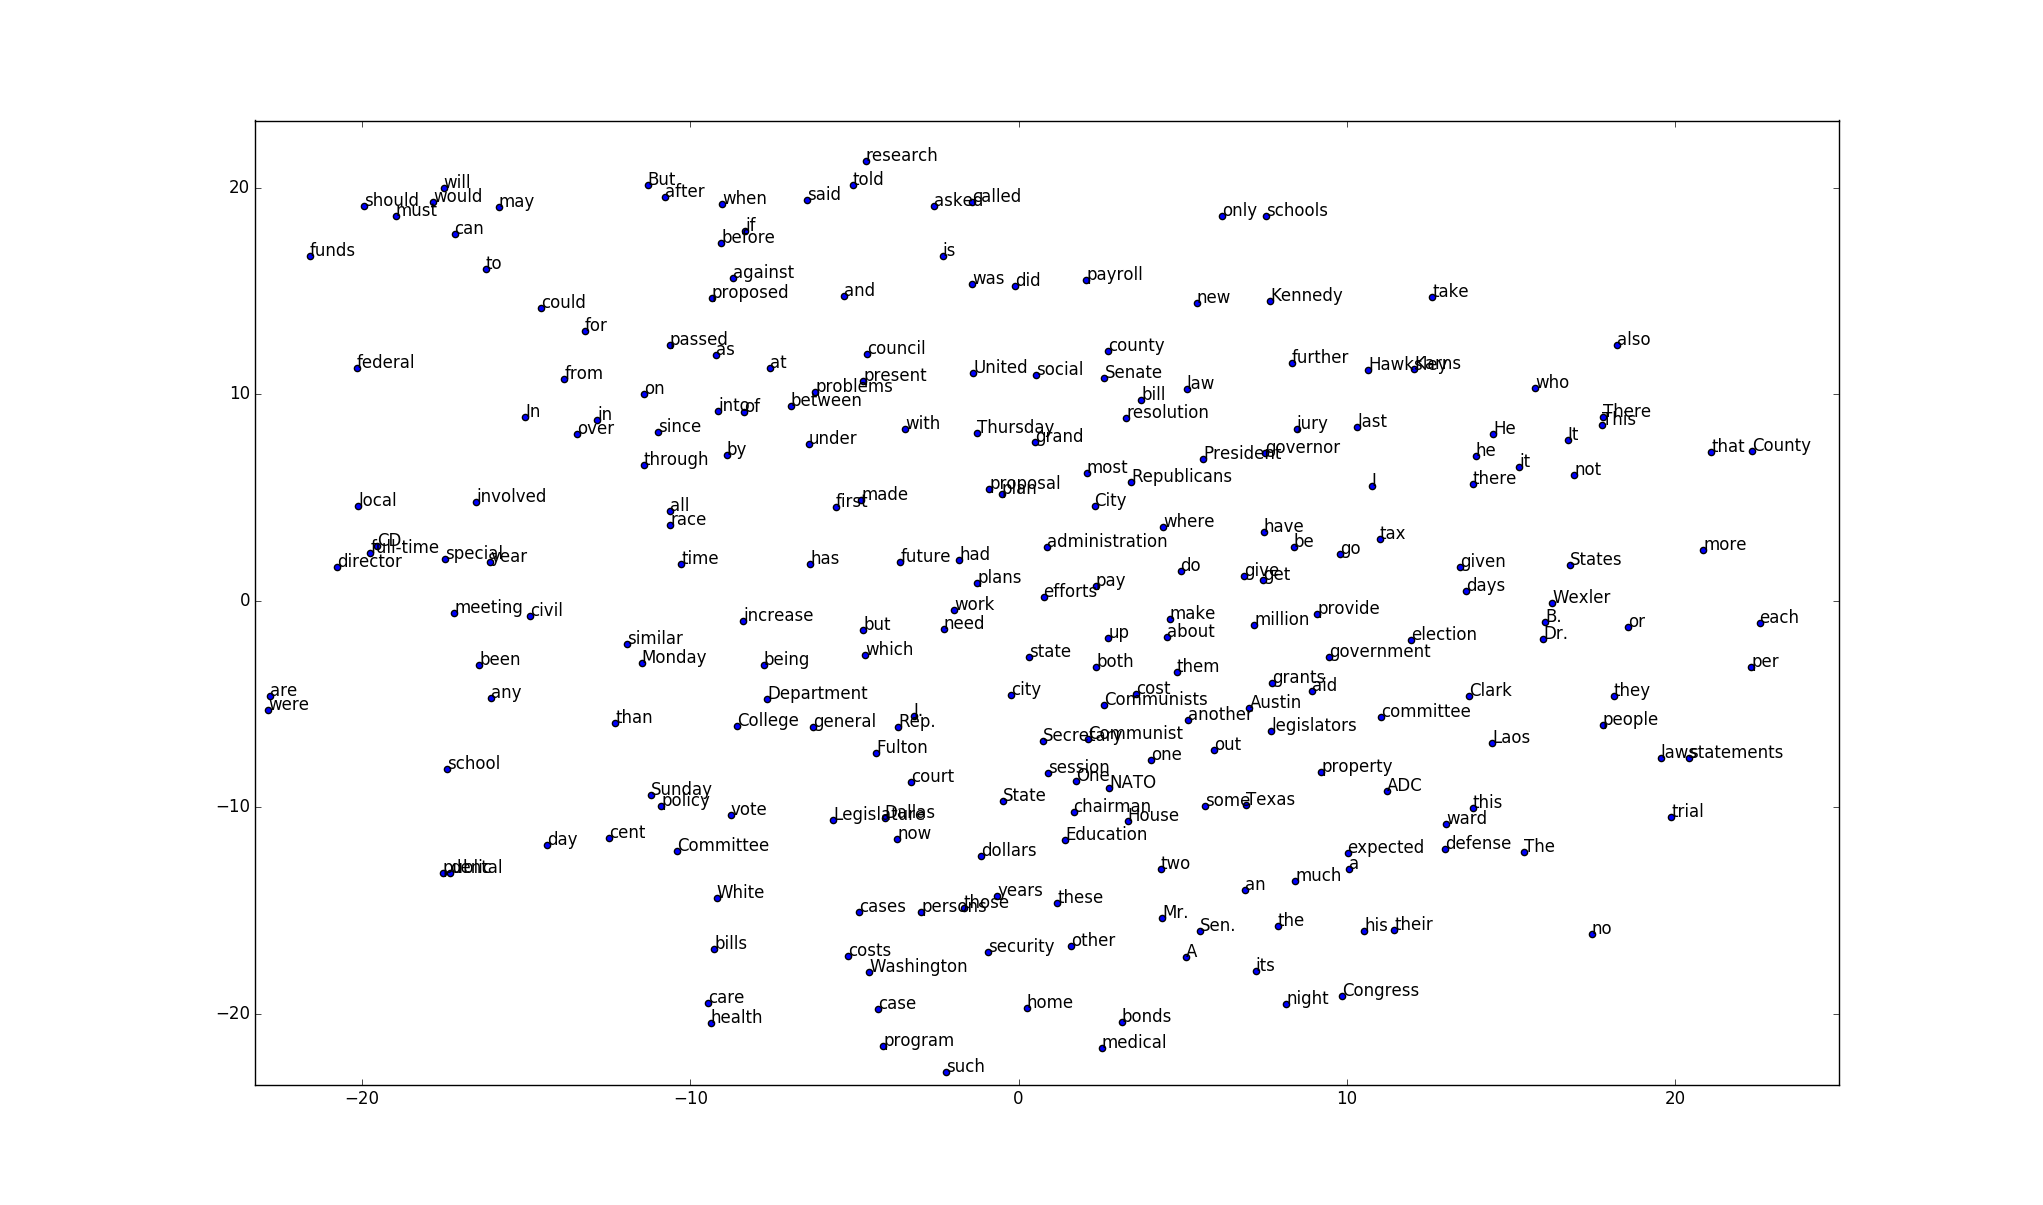 research
But
told
will
after
should
would
when
said
asked
called
must
may
only
schools
20
can
if
before
funds
is
to
against
was
did
payroll
proposed
and
new
Kennedy
take
could
for
passed
as
council
county
also
federal
at
United
social
Senate
further
Hawksley
Karns
from
present
problems
law
who
10
on
bill
In
into
of
between
resolution
There
in
This
over
since
with
Thursday
grand
jury
last
He
It
under
by
President
governor
he
that
County
through
most
Republicans
I
there
it
not
local
involved
first
made
proposal
plan
City
all
race
where
have
CD
full-time
director
special
year
time
has
future
had
administration
be
go
tax
more
do
give
get
given
States
plans
pay
days
0
meeting
civil
increase
work
efforts
make
million
provide
Wexler
B.
or
each
similar
but
need
up
about
election
Dr.
Monday
being
which
state
both
them
government
per
been
grants
aid
are
were
any
Department
city
cost
Communists
Austin
Clark
they
than
College
general
J.
Rep.
another
legislators
committee
people
Fulton
Secretary
Communist
out
Laos
school
court
session
One
one
property
laws
statements
Sunday
policy
State
NATO
ADC
−10
vote
Legislature
Dallas
chairman
House
some
Texas
this
ward
trial
day
cent
now
Education
Committee
dollars
expected
defense
The
public
dental
two
a
White
cases
persons
those
years
these
an
much
Mr.
Sen.
the
his
their
no
bills
costs
security
other
A
Washington
its
care
case
home
night
Congress
−20
health
bonds
program
medical
such
−20
−10
0
10
20